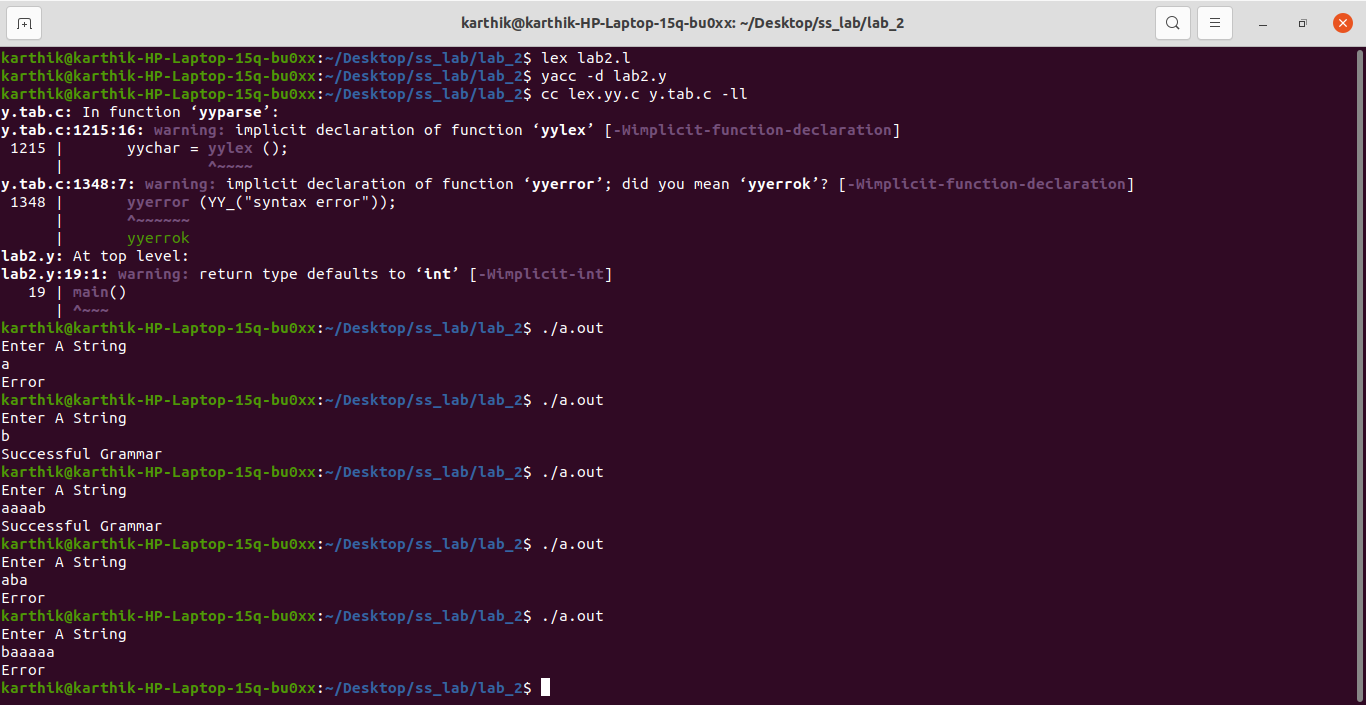 karthik@karthik-HP-Laptop-15q-bu0xx: ~/Desktop/ss_lab/lab_2
karthik@karthik-HP-Laptop-15q-bu0xx:~/Desktop/ss_lab/lab_2$ lex lab2.l
karthik@karthik-HP-Laptop-15q-bu0xx:~/Desktop/ss_lab/lab_2$ yacc -d lab2.y
karthik@karthik-HP-Laptop-15q-bu0xx:~/Desktop/ss_lab/lab_2$ cc lex.yy.c y.tab.c -ll
y.tab.c: In function ‘yyparse’:
y.tab.c:1215:16: warning: implicit declaration of function ‘yylex’ [-Wimplicit-function-declaration]
 1215 |       yychar = yylex ();
      |                ^~~~~
y.tab.c:1348:7: warning: implicit declaration of function ‘yyerror’; did you mean ‘yyerrok’? [-Wimplicit-function-declaration]
 1348 |       yyerror (YY_("syntax error"));
      |       ^~~~~~~
      |       yyerrok
lab2.y: At top level:
lab2.y:19:1: warning: return type defaults to ‘int’ [-Wimplicit-int]
   19 | main()
      | ^~~~
karthik@karthik-HP-Laptop-15q-bu0xx:~/Desktop/ss_lab/lab_2$ ./a.out
Enter A String
a
Error
karthik@karthik-HP-Laptop-15q-bu0xx:~/Desktop/ss_lab/lab_2$ ./a.out
Enter A String
b
Successful Grammar
karthik@karthik-HP-Laptop-15q-bu0xx:~/Desktop/ss_lab/lab_2$ ./a.out
Enter A String
aaaab
Successful Grammar
karthik@karthik-HP-Laptop-15q-bu0xx:~/Desktop/ss_lab/lab_2$ ./a.out
Enter A String
aba
Error
karthik@karthik-HP-Laptop-15q-bu0xx:~/Desktop/ss_lab/lab_2$ ./a.out
Enter A String
baaaaa
Error
karthik@karthik-HP-Laptop-15q-bu0xx:~/Desktop/ss_lab/lab_2$